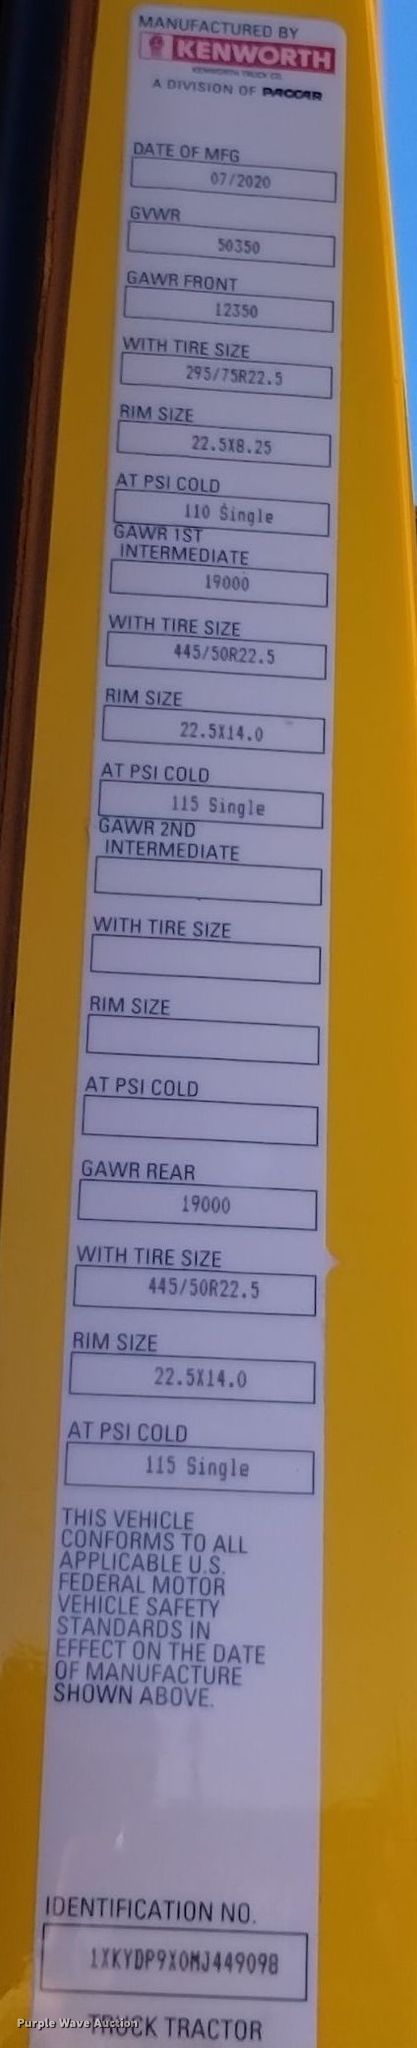 MANUFACTURED BY
KENWORTH
KENWORTH TRUCK CO.
A DIVISION OF PACCAR
DATE OF MFG
07/2020
GVWR
50350
GAWR FRONT
12350
WITH TIRE SIZE
295/75R22.5
RIM SIZE
22.5X8.25
AT PSI COLD
110 Single
GAWR 1ST
INTERMEDIATE
19000
WITH TIRE SIZE
445/50R22.5
RIM SIZE
22.5X14.0
AT PSI COLD
115 Single
GAWR 2ND
INTERMEDIATE
WITH TIRE SIZE
RIM SIZE
AT PSI COLD
GAWR REAR
19000
WITH TIRE SIZE
445/50R22.5
RIM SIZE
22.5X14.0
AT PSI COLD
115 Single
THIS VEHICLE
CONFORMS TO ALL
APPLICABLE U.S.
FEDERAL MOTOR
VEHICLE SAFETY
STANDARDS IN
EFFECT ON THE DATE
OF MANUFACTURE
SHOWN ABOVE.
IDENTIFICATION NO.
1XKYDP9X0MJ449098
Purple Wave Auction
TRUCK TRACTOR